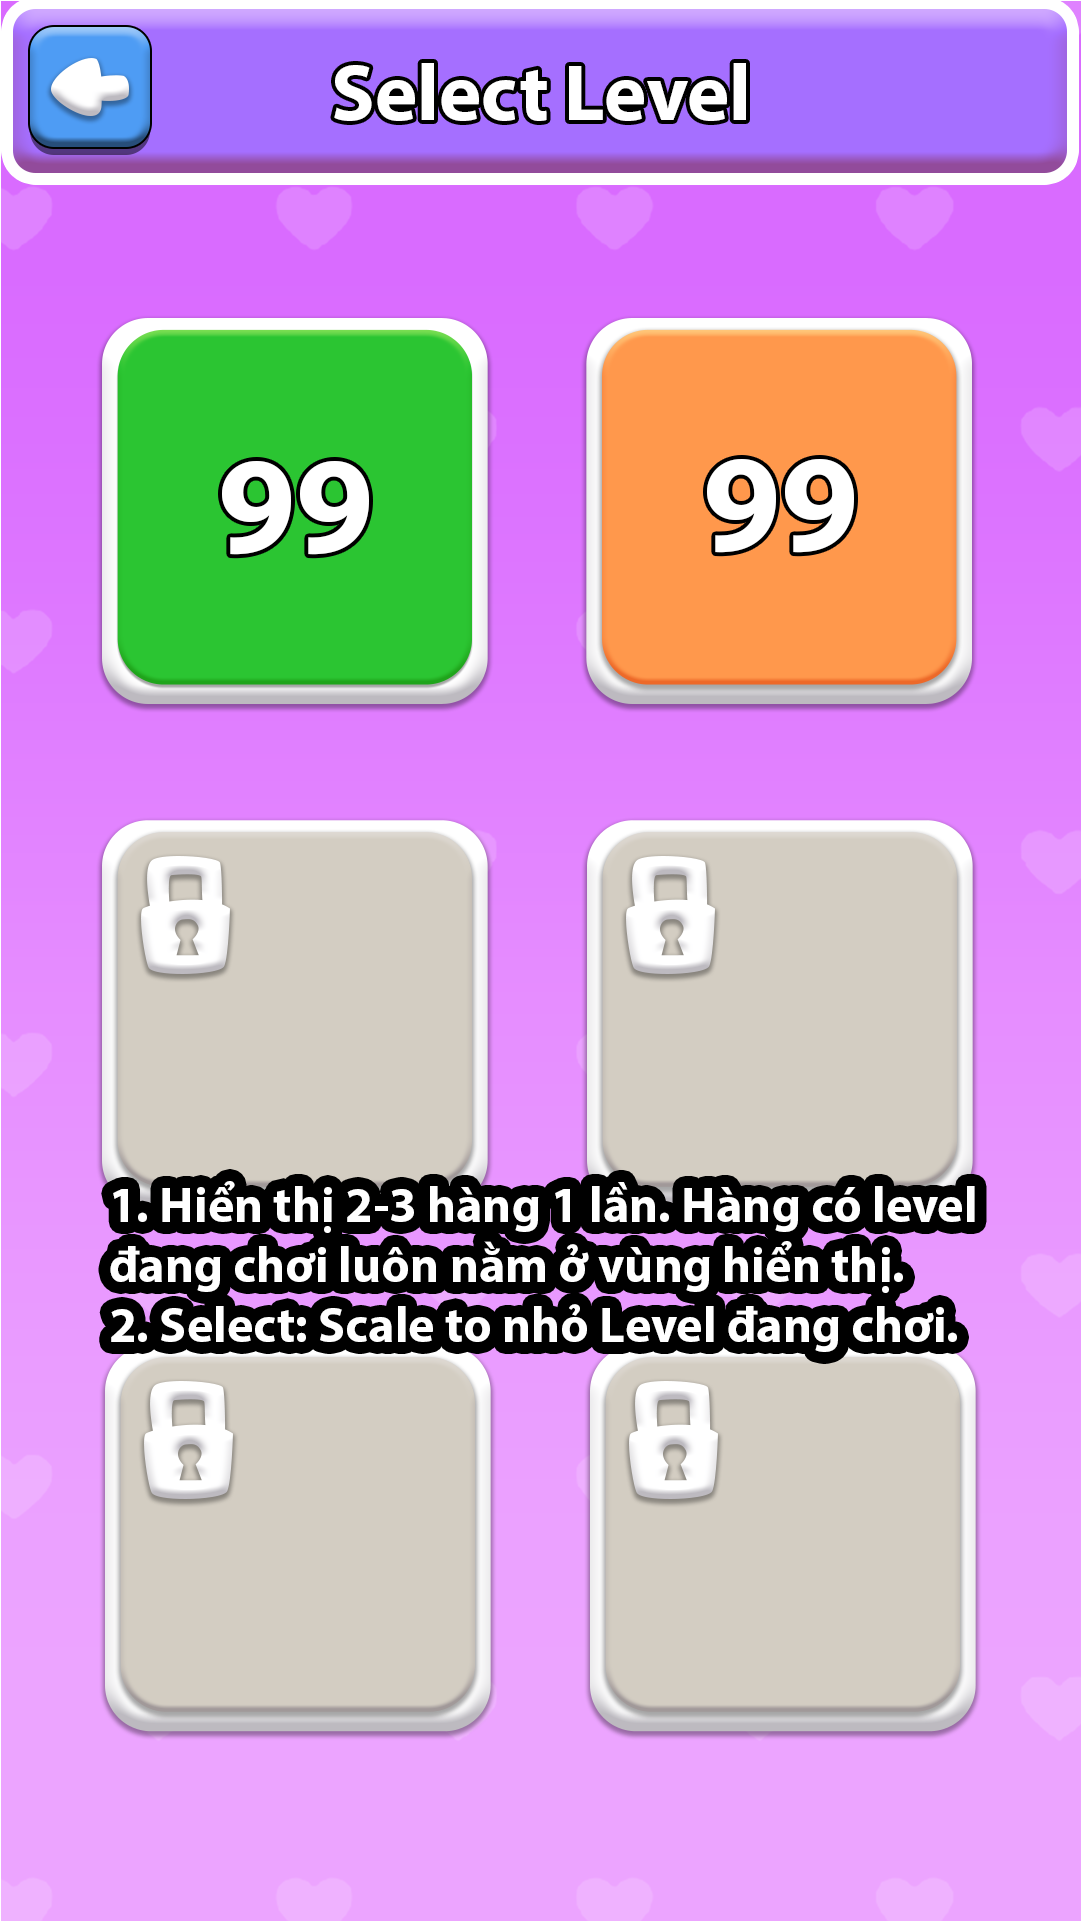 Select Level
99 99
1. Hiển thị 2-3 hàng 1 lần. Hàng có level
đang chơi luôn nằm ở vùng hiển thị.
2. Select: Scale to nhỏ Level đang chơi.